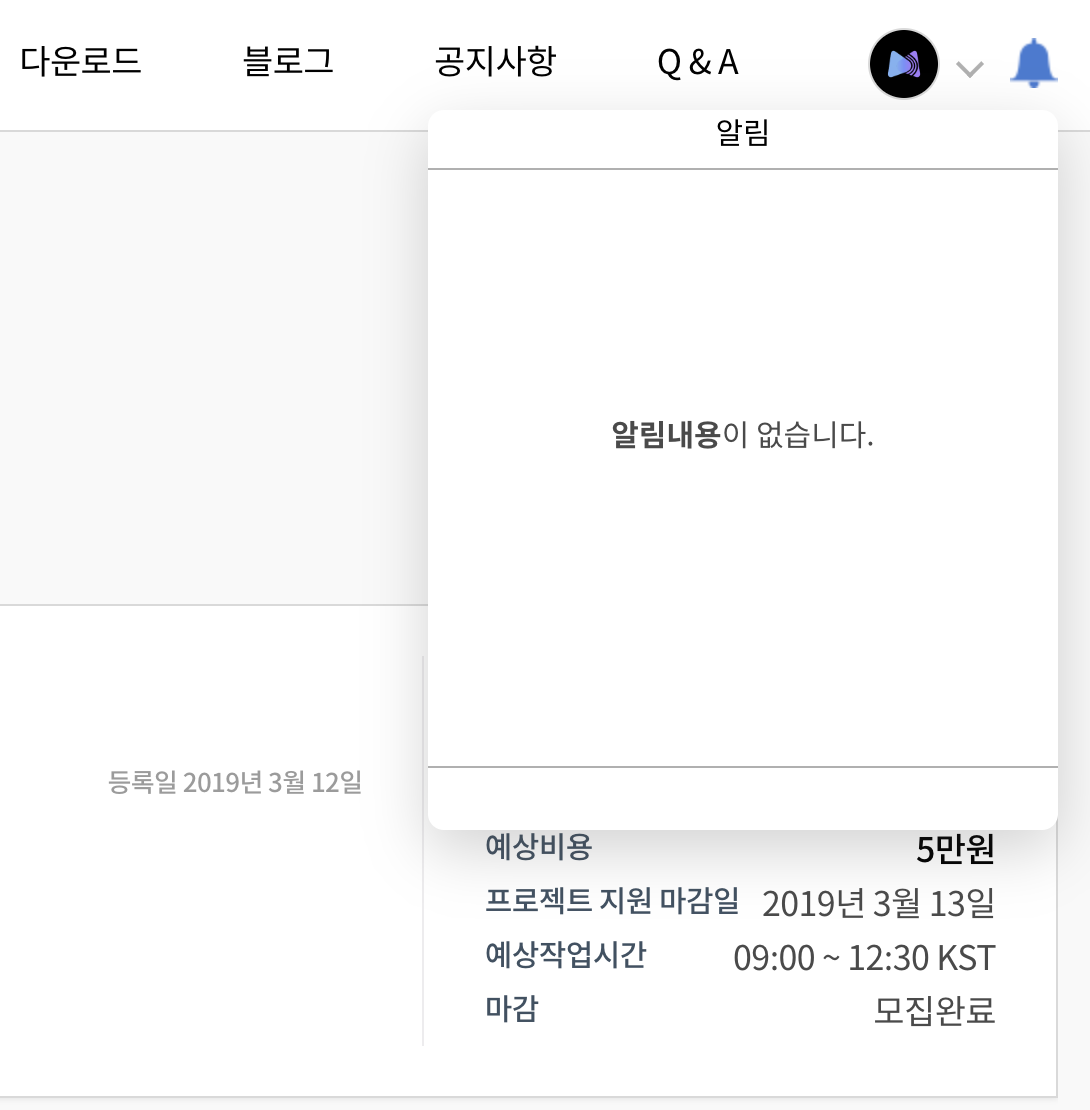 다운로드 블로그 공지사항 Q & A
알림
알림내용이 없습니다.
등록일 2019년 3월 12일
예상비용 5만원
프로젝트 지원 마감일 2019년 3월 13일
예상작업시간 09:00 ~ 12:30 KST
마감 모집완료